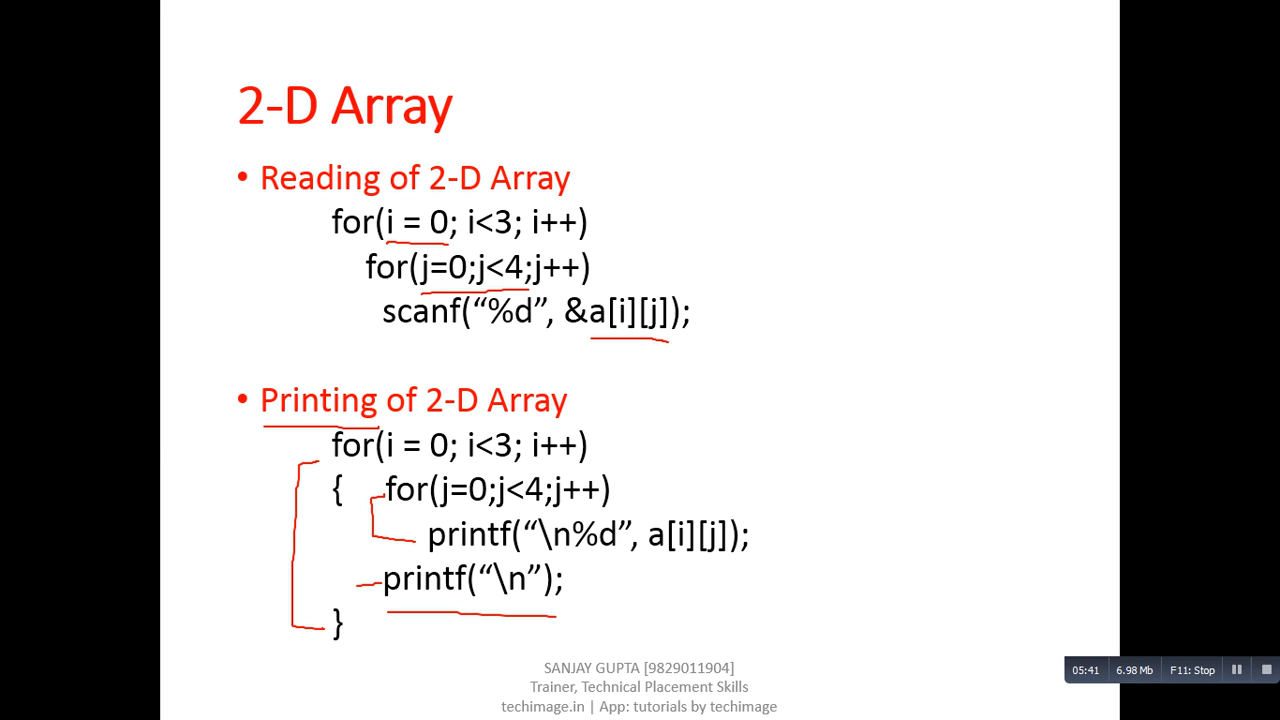 2-D Array
• Reading of 2-D Array
for(i = 0; i<3; i++)
for(j=0;j<4;j++)
scanf(“%d”, &a[i][j]);
• Printing of 2-D Array
for(i = 0; i<3; i++)
{ for(j=0;j<4;j++)
printf(“\n%d”, a[i][j]);
printf(“\n”);
}
SANJAY GUPTA [9829011904]
Trainer, Technical Placement Skills
techimage.in | App: tutorials by techimage
05:41 6.98 Mb F11: Stop